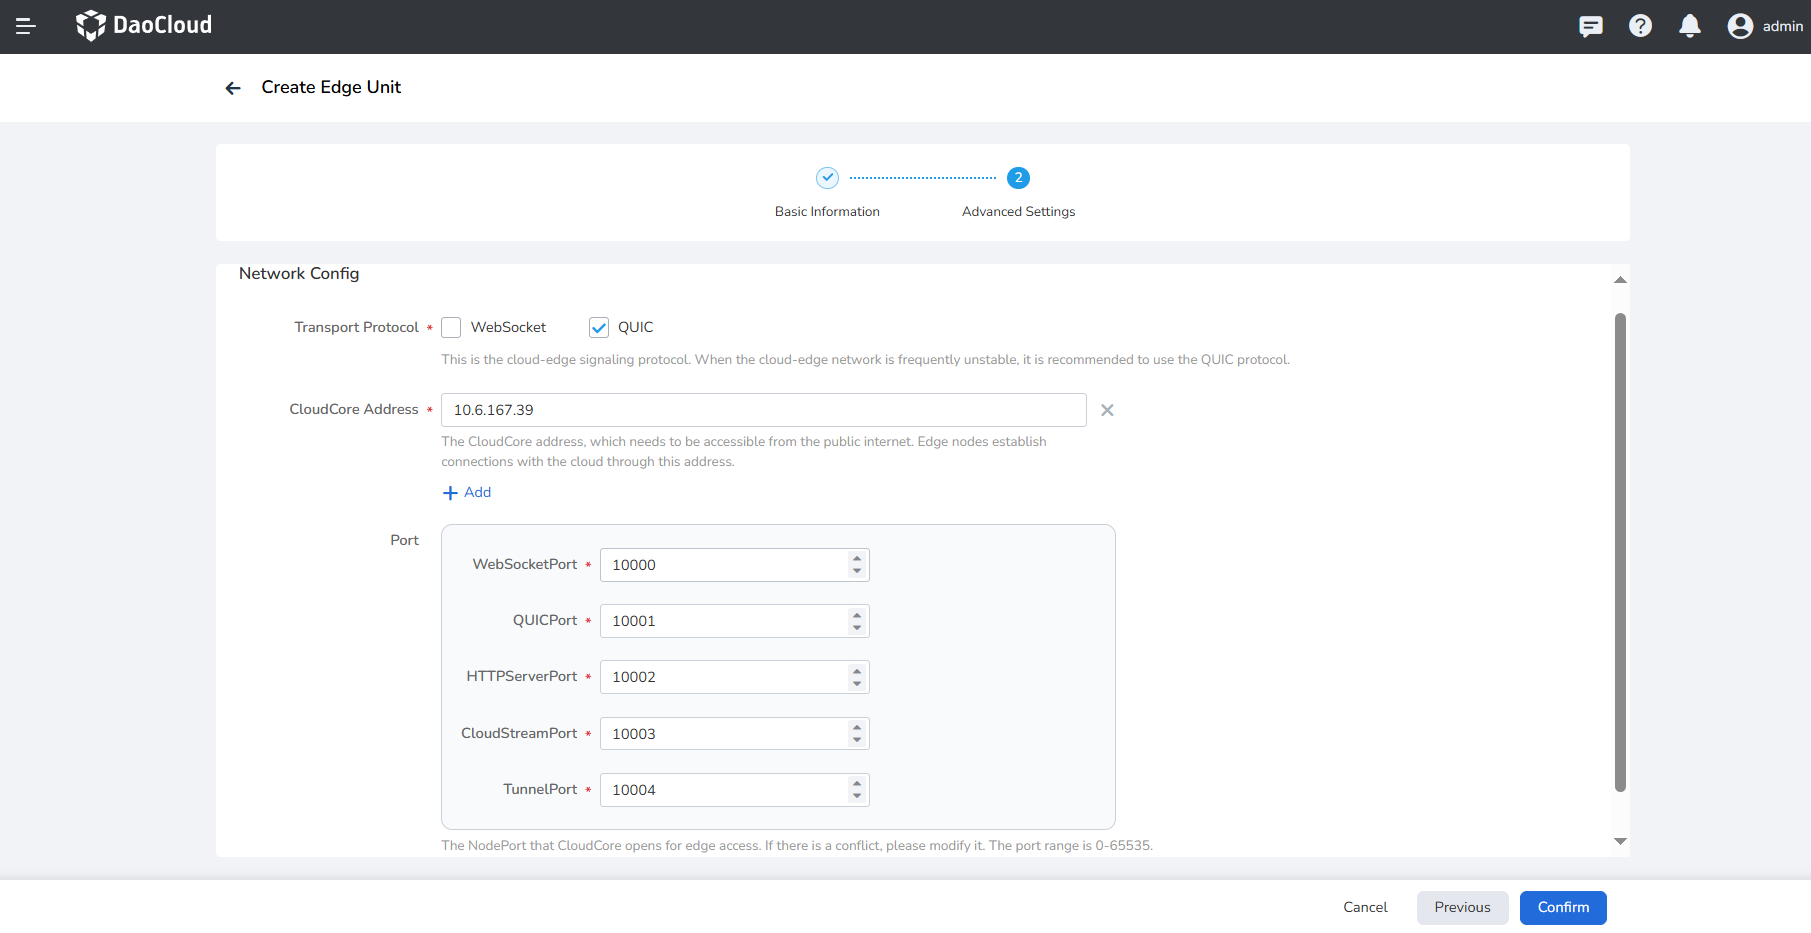 DaoCloud
admin
Create Edge Unit
2
Basic Information
Advanced Settings
Network Config
Transport Protocol * WebSocket QUIC
This is the cloud-edge signaling protocol. When the cloud-edge network is frequently unstable, it is recommended to use the QUIC protocol.
CloudCore Address * 10.6.167.39
The CloudCore address, which needs to be accessible from the public internet. Edge nodes establish
connections with the cloud through this address.
Add
Port
WebSocketPort * 10000
QUICPort * 10001
HTTPServerPort * 10002
CloudStreamPort * 10003
TunnelPort * 10004
The NodePort that CloudCore opens for edge access. If there is a conflict, please modify it. The port range is 0-65535.
Cancel
Previous
Confirm